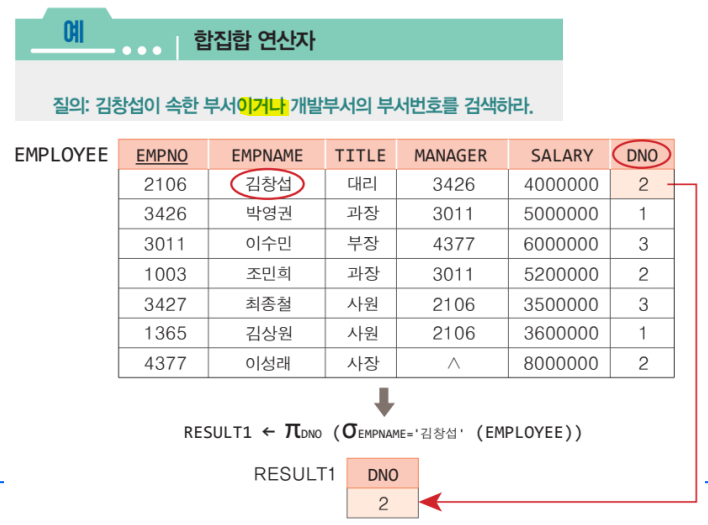 예
합집합 연산자
질의: 김창섭이 속한 부서이거나 개발부서의 부서번호를 검색하라.
EMPLOYEE EMPNO EMPNAME TITLE MANAGER SALARY DNO
2106 김창섭 대리 3426 4000000 2
3426 박영권 과장 3011 5000000 1
3011 이수민 부장 4377 6000000 3
1003 조민희 과장 3011 5200000 2
3427 최종철 사원 2106 3500000 3
1365 김상원 사원 2106 3600000 1
4377 이성래 사장 ∧ 8000000 2
RESULT1 ← πDNO (σEMPNAME='김창섭' (EMPLOYEE))
RESULT1 DNO
2